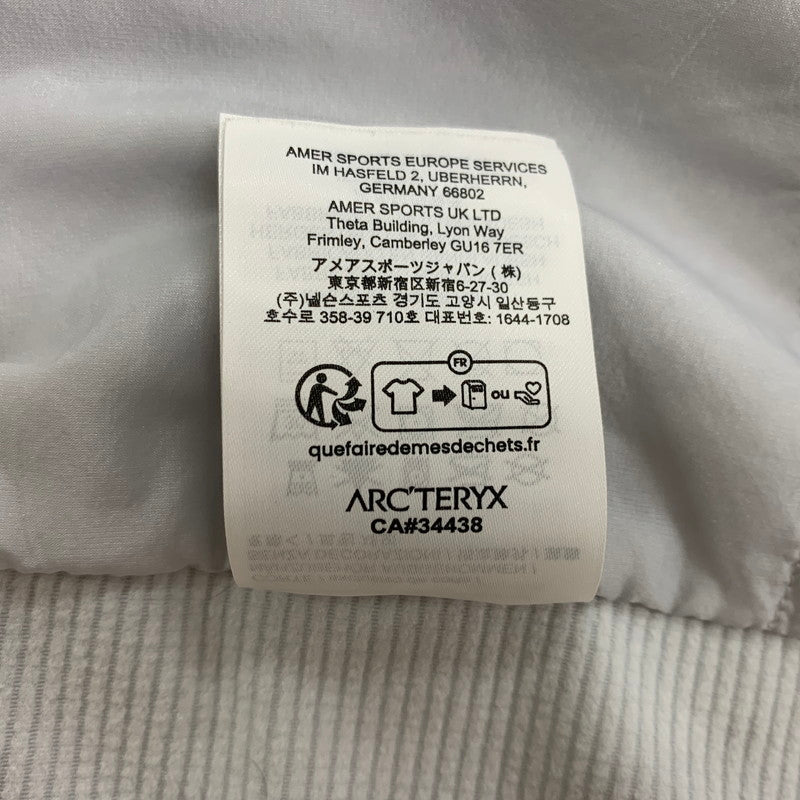 AMER SPORTS EUROPE SERVICES
IM HASFELD 2, UBERHERRN,
GERMANY 66802
AMER SPORTS UK LTD
Theta Building, Lyon Way
Frimley, Camberley GU16 7ER
アメアスポーツジャパン (株)
東京都新宿区新宿6-27-30
(주)넬슨스포츠 경기도 고양시 일산동구
호수로 358-39 710호 대표번호: 1644-1708
FR
ou
quefairedemesdechets.fr
ARC'TERYX
CA#34438